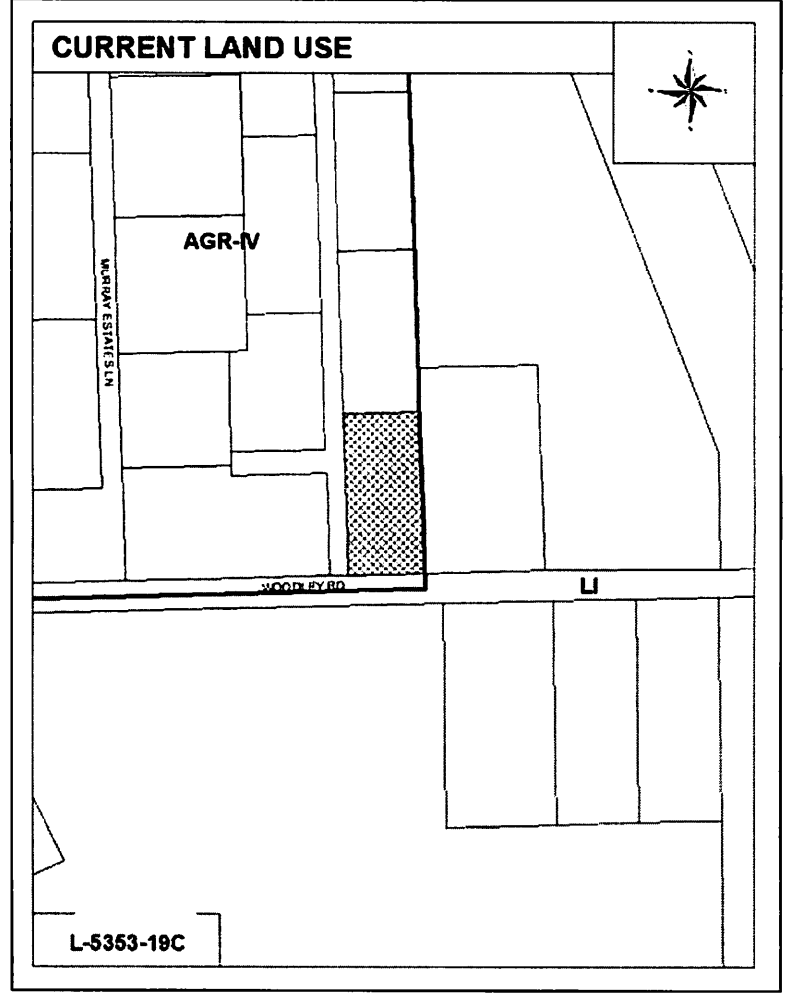 CURRENT LAND USE
AGR-IV
MURRAY ESTATES LN
WOODLEY RD
LI
L-5353-19C